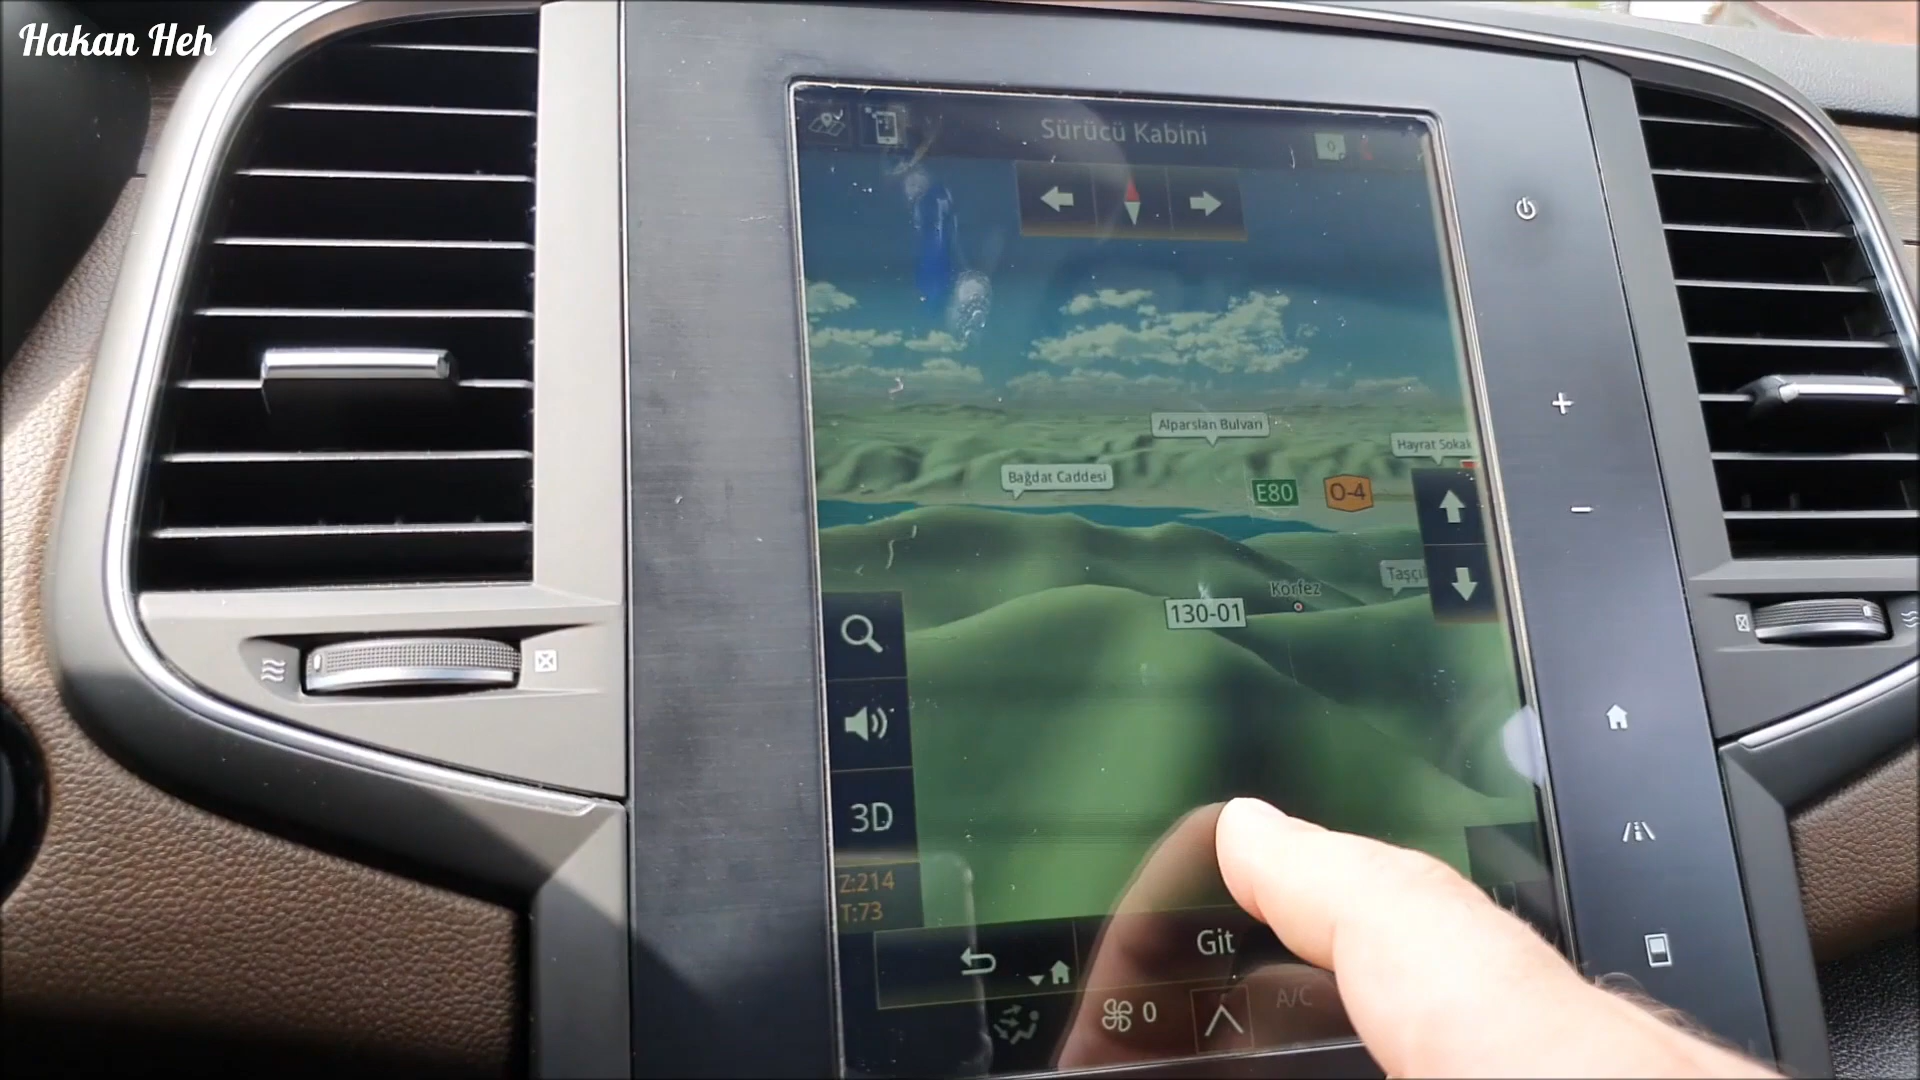 Hakan Heh
Sürücü Kabini
0
Alparslan Bulvarı
Hayrat Sokak
Bağdat Caddesi
E80
O-4
Körfez
130-01
3D
Z:214
T:73
Git
0
A/C